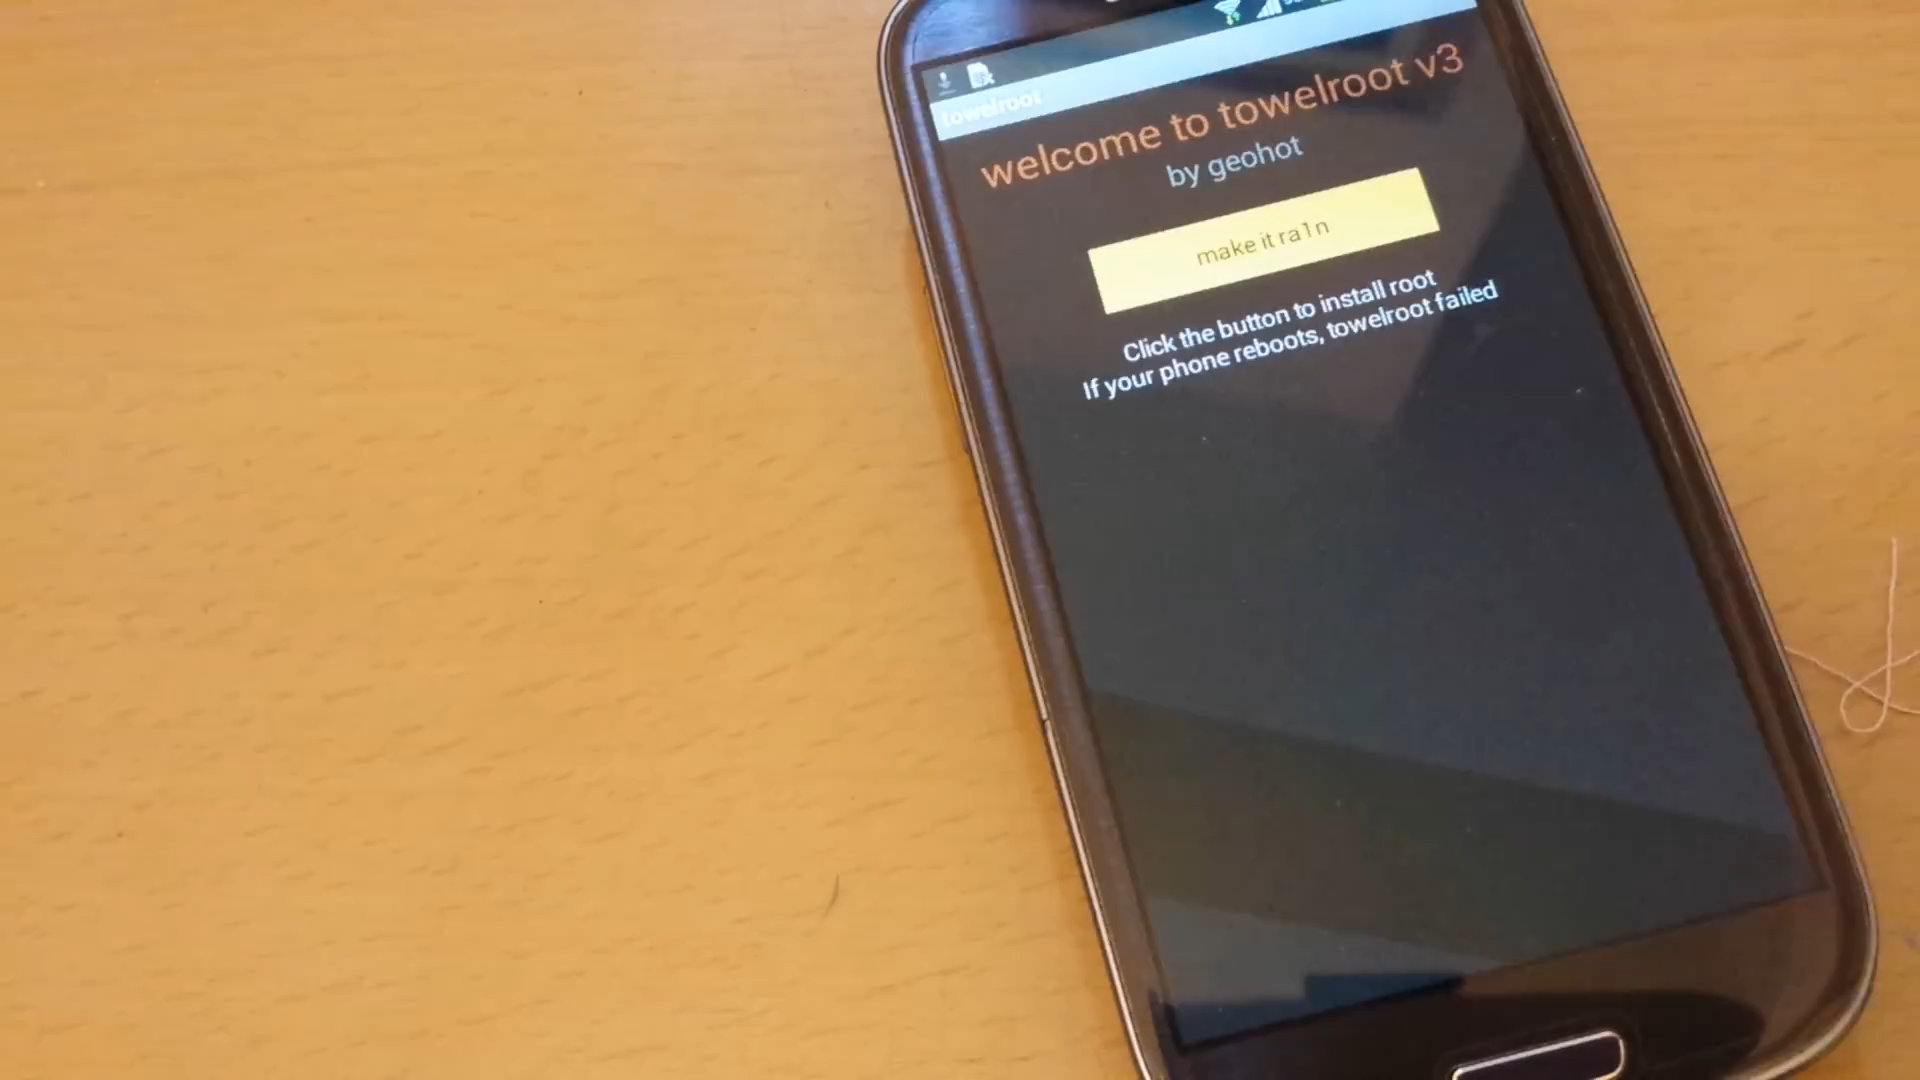 towelroot
welcome to towelroot v3
by geohot
make it ra1n
Click the button to install root
If your phone reboots, towelroot failed